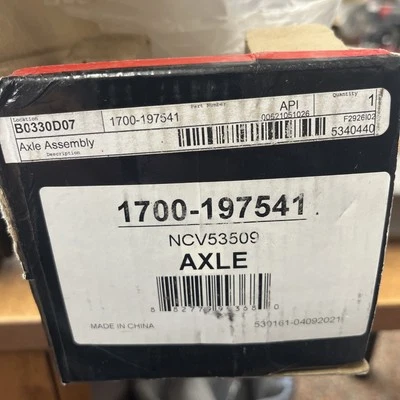 Location
Part Number
API
Quantity
B0330D07
1700-197541
00621051026
1
F2926I02
Axle Assembly
5340440
Description
1700-197541
NCV53509
AXLE
MADE IN CHINA
530161-04092021